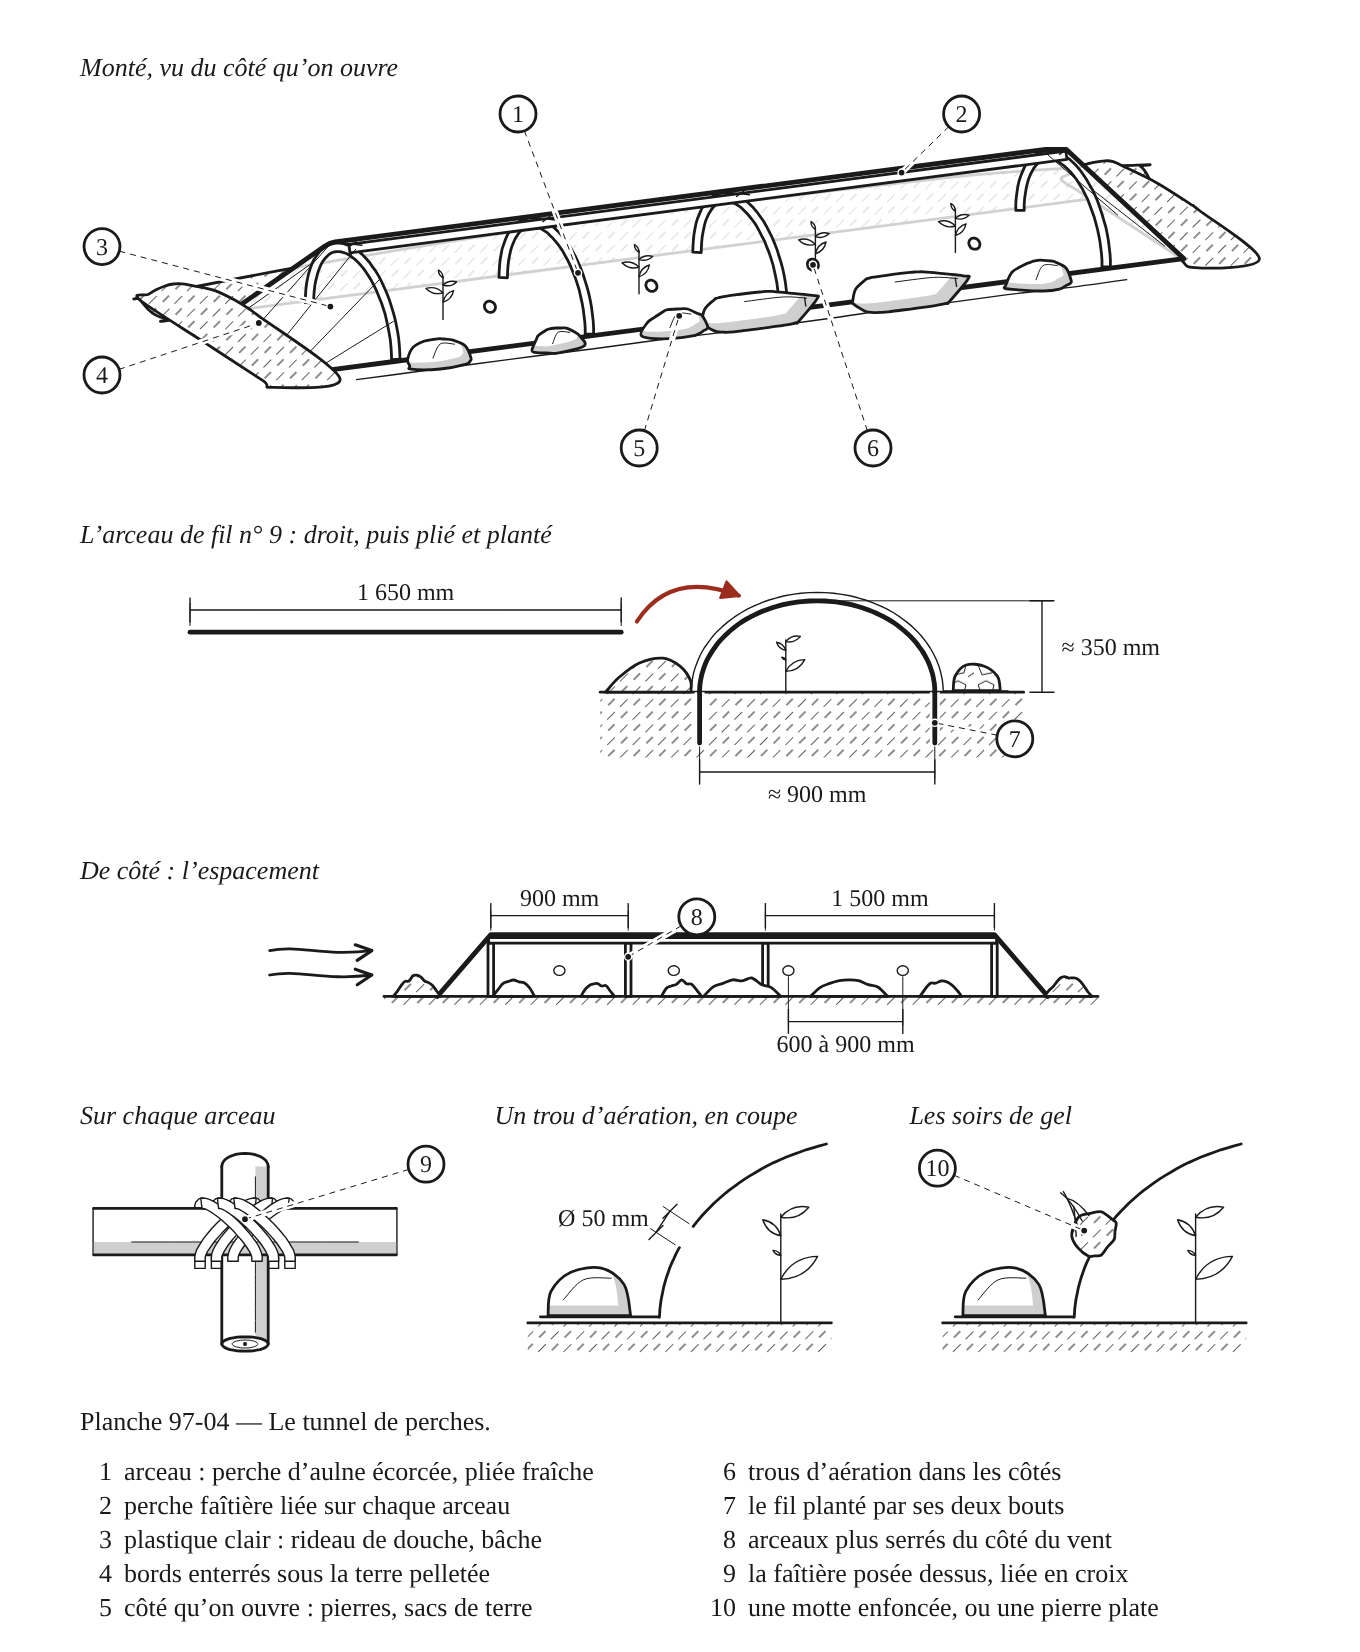 Monté, vu du côté qu’on ouvre
1
2
3
4
5
6
L’arceau de fil n° 9 : droit, puis plié et planté
1 650 mm
≈ 350 mm
7
≈ 900 mm
De côté : l’espacement
900 mm
8
1 500 mm
600 à 900 mm
Sur chaque arceau
Un trou d’aération, en coupe
Les soirs de gel
9
10
Ø 50 mm
Planche 97-04 — Le tunnel de perches.
1 arceau : perche d’aulne écorcée, pliée fraîche
2 perche faîtière liée sur chaque arceau
3 plastique clair : rideau de douche, bâche
4 bords enterrés sous la terre pelletée
5 côté qu’on ouvre : pierres, sacs de terre
6 trous d’aération dans les côtés
7 le fil planté par ses deux bouts
8 arceaux plus serrés du côté du vent
9 la faîtière posée dessus, liée en croix
10 une motte enfoncée, ou une pierre plate